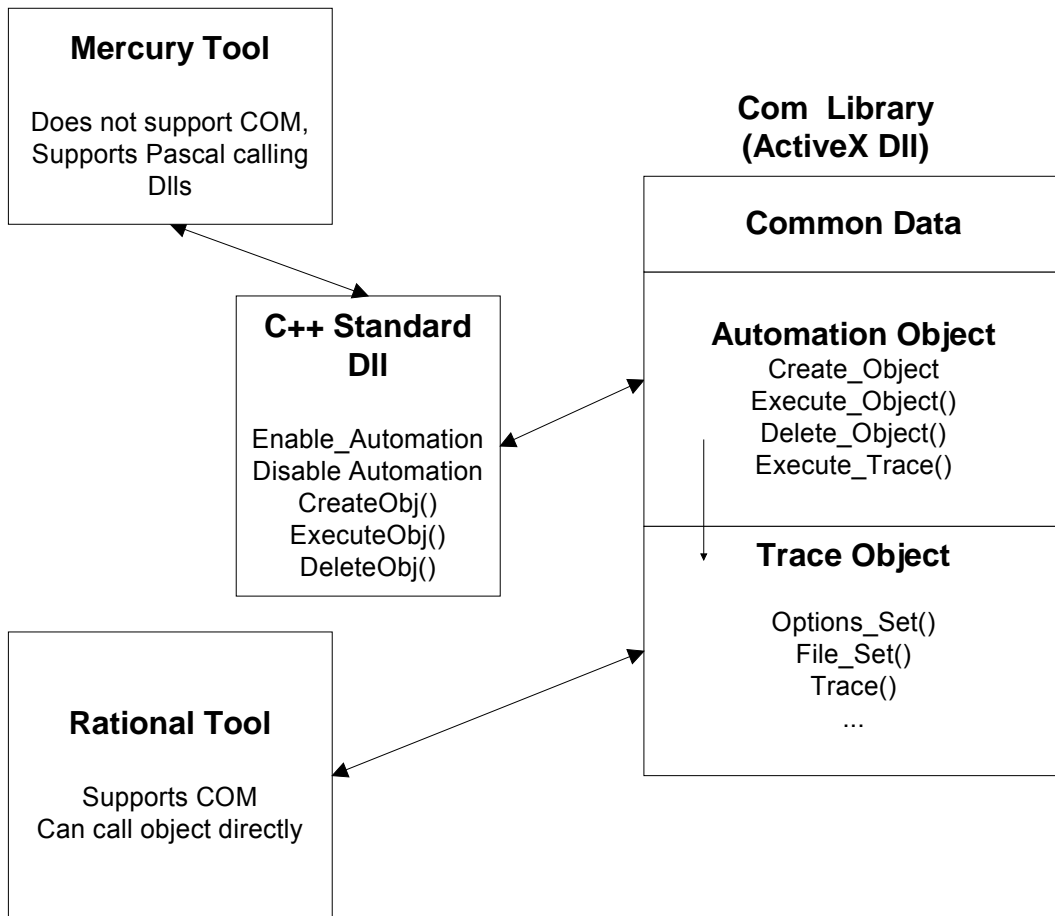 Mercury Tool
Does not support COM,
Supports Pascal calling
Dlls
Com Library
(ActiveX Dll)
Common Data
Automation Object
Create_Object
Execute_Object()
Delete_Object()
Execute_Trace()
C++ Standard
Dll
Enable_Automation
Disable Automation
CreateObj()
ExecuteObj()
DeleteObj()
Trace Object
Options_Set()
File_Set()
Trace()
...
Rational Tool
Supports COM
Can call object directly